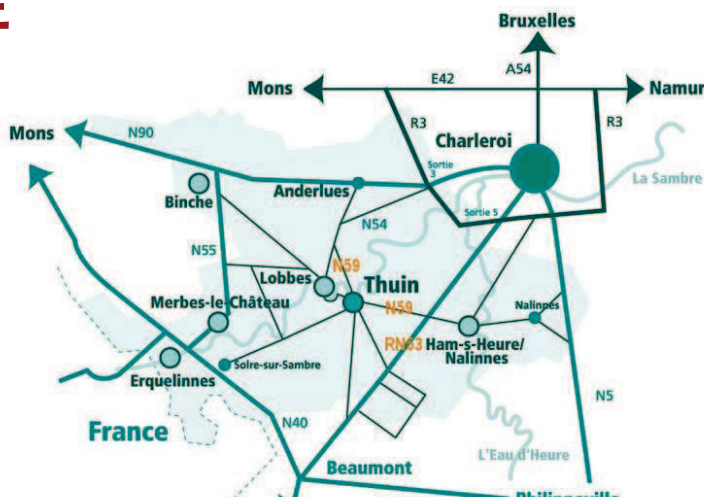 Bruxelles
A54
E42
Mons
Namur
R3
R3
Charleroi
Mons
N90
Sortie
3
La Sambre
Anderlues
Binche
Sortie 5
N54
N55
N59
Lobbes
Thuin
Merbes-le-Château
N59
Nalinnes
RN53
Ham-s-Heure/
Nalinnes
Solre-sur-Sambre
Erquelinnes
N5
France
N40
L'Eau d'Heure
Beaumont
Philippeville